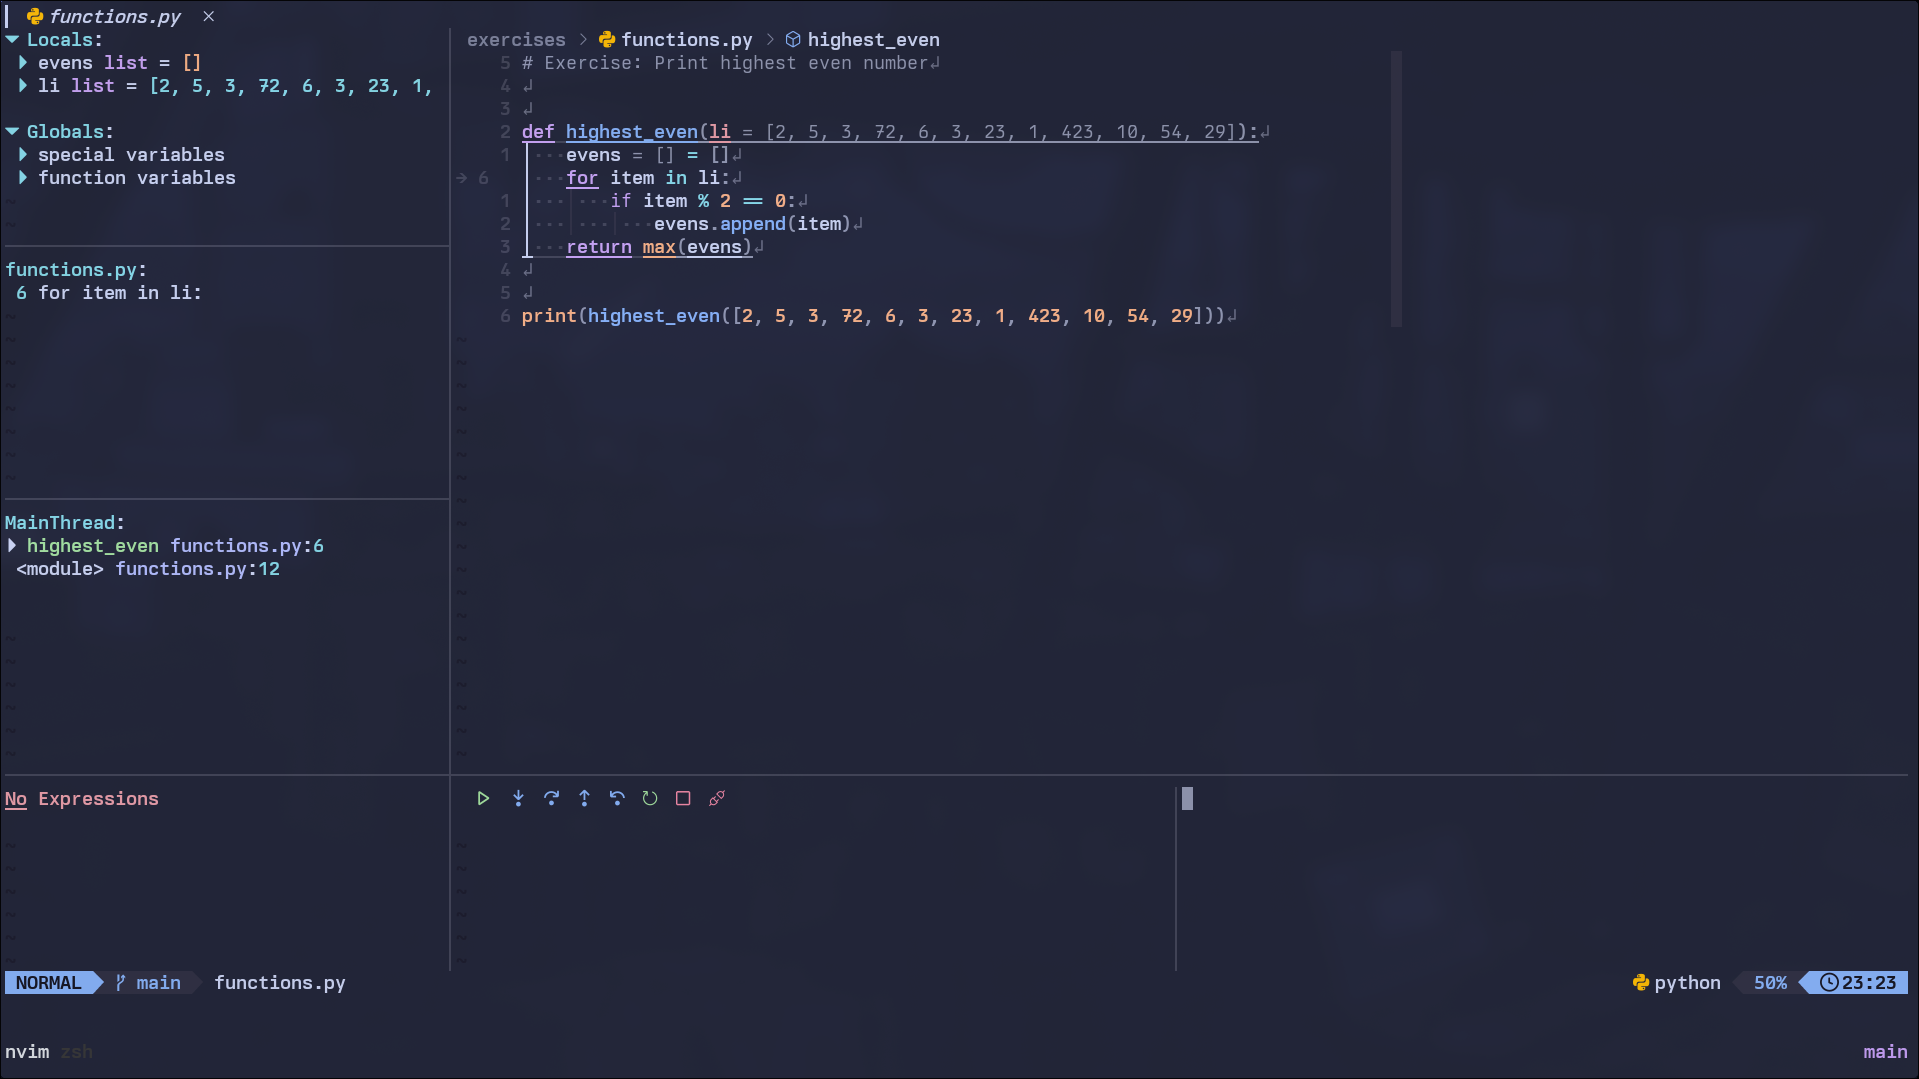 functions.py ×
Locals:
evens list = []
li list = [2, 5, 3, 72, 6, 3, 23, 1,
Globals:
special variables
function variables
functions.py:
6 for item in li:
MainThread:
highest_even functions.py:6
<module> functions.py:12
No Expressions
exercises > functions.py > highest_even
5 # Exercise: Print highest even number
4
3
2 def highest_even(li = [2, 5, 3, 72, 6, 3, 23, 1, 423, 10, 54, 29]):
1 evens = [] = []
→ 6 for item in li:
1 if item % 2 == 0:
2 evens.append(item)
3 return max(evens)
4
5
6 print(highest_even([2, 5, 3, 72, 6, 3, 23, 1, 423, 10, 54, 29]))
NORMAL main functions.py python 50% 23:23
nvim zsh main